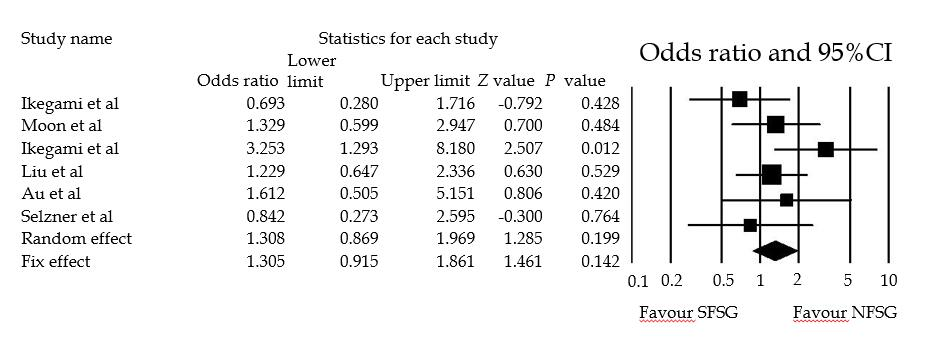 Study name Statistics for each study
Odds ratio and 95%CI
Lower
Odds ratio limit Upper limit Z value P value
Ikegami et al 0.693 0.280 1.716 -0.792 0.428
Moon et al 1.329 0.599 2.947 0.700 0.484
Ikegami et al 3.253 1.293 8.180 2.507 0.012
Liu et al 1.229 0.647 2.336 0.630 0.529
Au et al 1.612 0.505 5.151 0.806 0.420
Selzner et al 0.842 0.273 2.595 -0.300 0.764
Random effect 1.308 0.869 1.969 1.285 0.199
Fix effect 1.305 0.915 1.861 1.461 0.142
0.1 0.2 0.5 1 2 5 10
Favour SFSG Favour NFSG